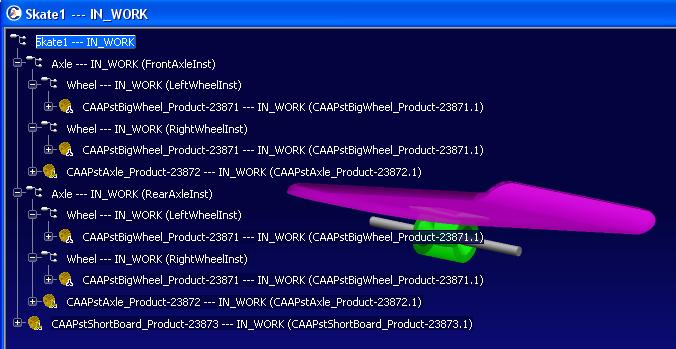 Skate1 --- IN_WORK
Skate1 --- IN_WORK
Axle --- IN_WORK (FrontAxleInst)
Wheel --- IN_WORK (LeftWheelInst)
CAAPstBigWheel_Product-23871 --- IN_WORK (CAAPstBigWheel_Product-23871.1)
Wheel --- IN_WORK (RightWheelInst)
CAAPstBigWheel_Product-23871 --- IN_WORK (CAAPstBigWheel_Product-23871.1)
CAAPstAxle_Product-23872 --- IN_WORK (CAAPstAxle_Product-23872.1)
Axle --- IN_WORK (RearAxleInst)
Wheel --- IN_WORK (LeftWheelInst)
CAAPstBigWheel_Product-23871 --- IN_WORK (CAAPstBigWheel_Product-23871.1)
Wheel --- IN_WORK (RightWheelInst)
CAAPstBigWheel_Product-23871 --- IN_WORK (CAAPstBigWheel_Product-23871.1)
CAAPstAxle_Product-23872 --- IN_WORK (CAAPstAxle_Product-23872.1)
CAAPstShortBoard_Product-23873 --- IN_WORK (CAAPstShortBoard_Product-23873.1)